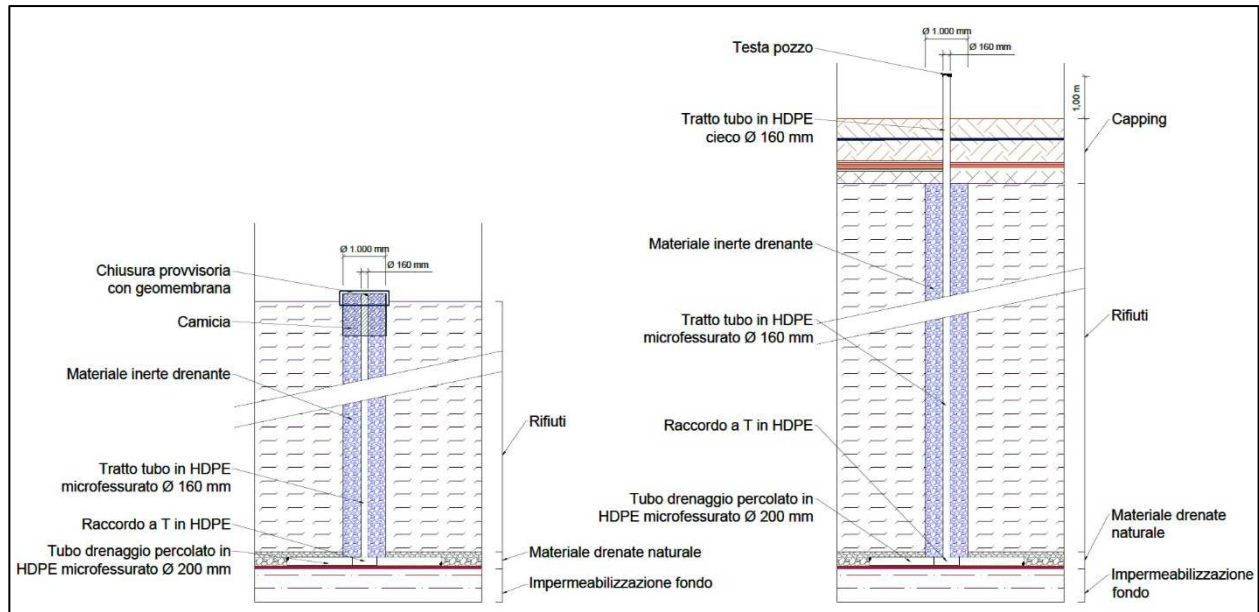 Ø 1.000 mm
Ø 160 mm
Chiusura provvisoria
con geomembrana
Camicia
Materiale inerte drenante
Rifiuti
Tratto tubo in HDPE
microfessurato Ø 160 mm
Raccordo a T in HDPE
Tubo drenaggio percolato in
HDPE microfessurato Ø 200 mm
Materiale drenate naturale
Impermeabilizzazione fondo
Ø 1.000 mm
Testa pozzo
Ø 160 mm
1,00 m
Tratto tubo in HDPE
cieco Ø 160 mm
Capping
Materiale inerte drenante
Tratto tubo in HDPE
microfessurato Ø 160 mm
Rifiuti
Raccordo a T in HDPE
Tubo drenaggio percolato in
HDPE microfessurato Ø 200 mm
Materiale drenate
naturale
Impermeabilizzazione
fondo